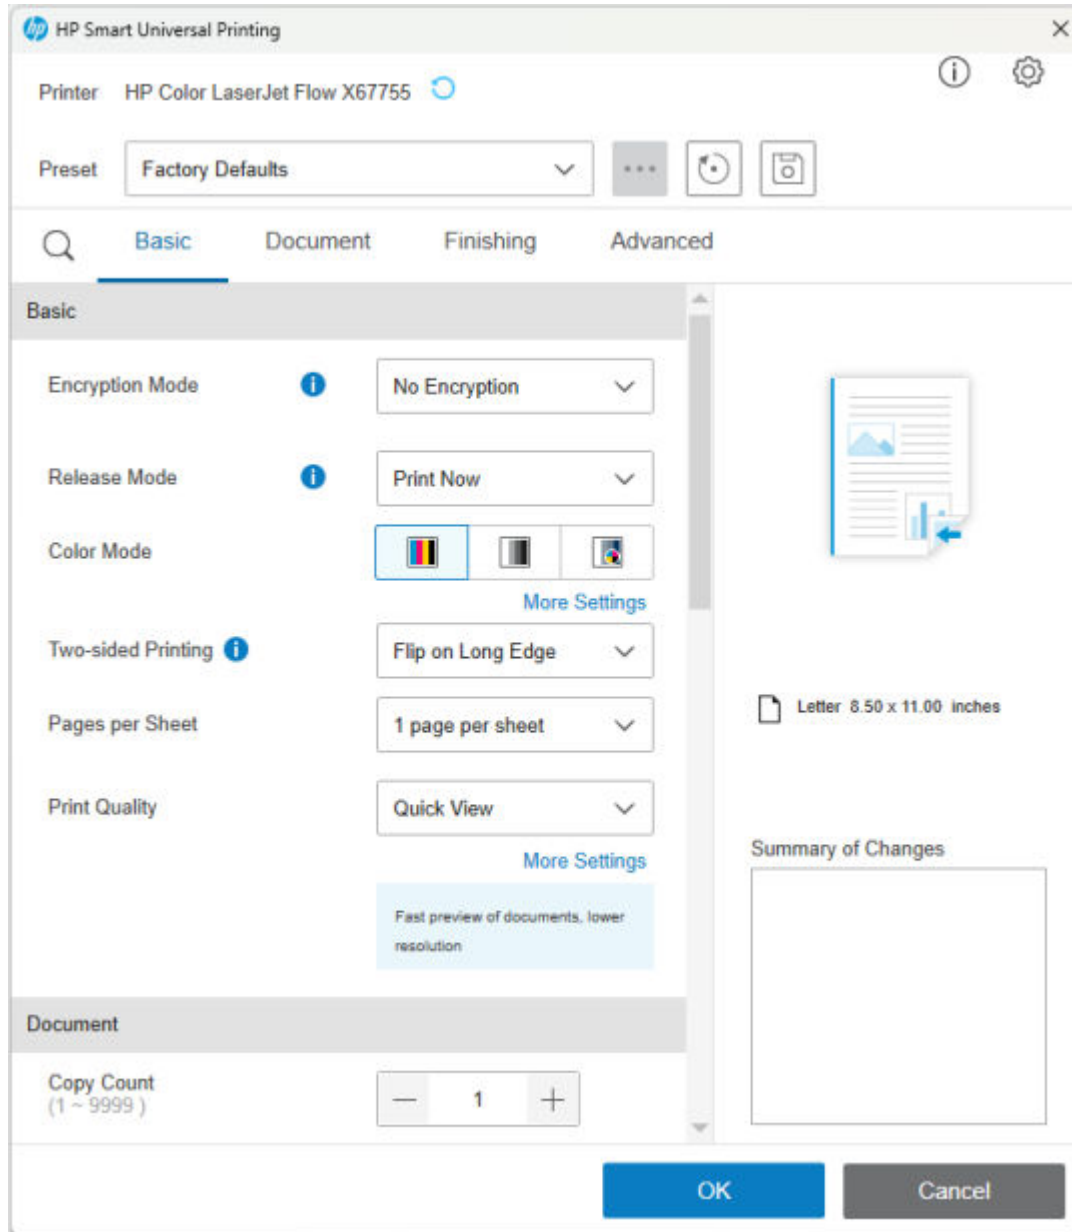 hp HP Smart Universal Printing
Printer HP Color LaserJet Flow X67755
Preset Factory Defaults
Basic Document Finishing Advanced
Basic
Encryption Mode No Encryption
Release Mode Print Now
Color Mode
More Settings
Two-sided Printing Flip on Long Edge
Pages per Sheet 1 page per sheet
Print Quality Quick View
More Settings
Fast preview of documents, lower
resolution
Document
Copy Count
(1 ~ 9999 )
1
Letter 8.50 x 11.00 inches
Summary of Changes
OK Cancel